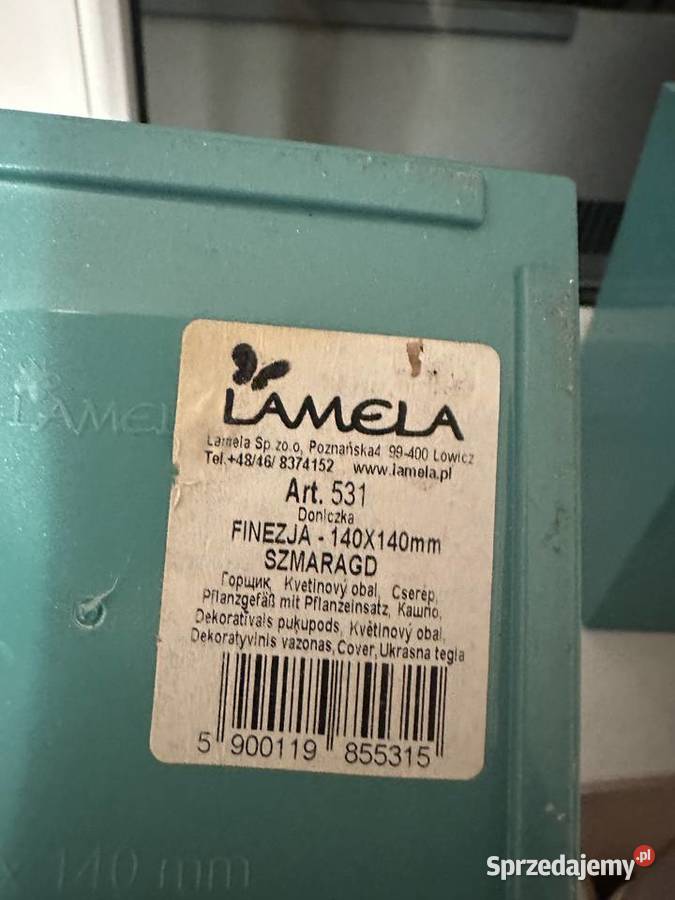 LAMELA
Lamela Sp.zo.o, Poznańska4 99-400 Łowicz
Tel.+48/46/ 8374152 www.lamela.pl
Art. 531
Doniczka
FINEZJA - 140X140mm
SZMARAGD
Горщик, Kvetinový obal, Cserép,
Pflanzgefäß mit Pflanzeinsatz, Кашпо,
Dekoratīvais puķupods, Květinový obal,
Dekoratyvinis vazonas, Cover, Ukrasna tegla
5 900119 855315
LAMEL
x 140 mm
Sprzedajemy.pl